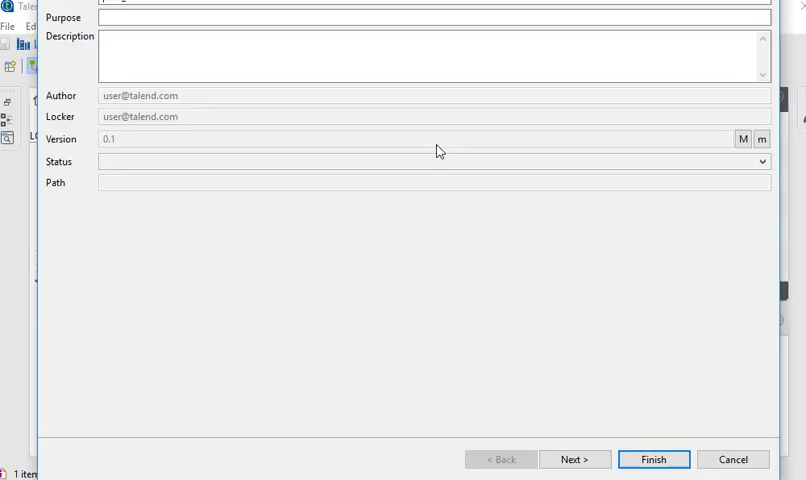 Talen
File Ed
Purpose
Description
Author user@talend.com
Locker user@talend.com
Version 0.1 M m
Status
Path
< Back Next > Finish Cancel
1 item